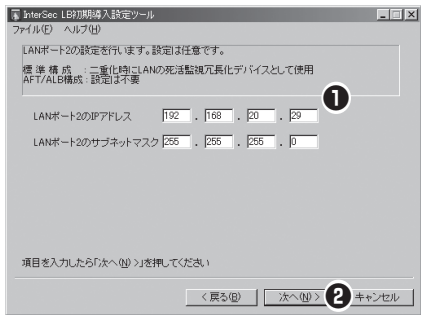 InterSec LB初期導入設定ツール
ファイル(F) ヘルプ(H)
LANポート2の設定を行います。設定は任意です。
標 準 構 成 : 二重化時にLANの死活監視冗長化デバイスとして使用
AFT/ALB構成 : 設定は不要
❶
LANポート2のIPアドレス 192 . 168 . 20 . 29
LANポート2のサブネットマスク 255 . 255 . 255 . 0
項目を入力したら「次へ(N) >」を押してください
< 戻る(B) 次へ(N) > ❷ キャンセル